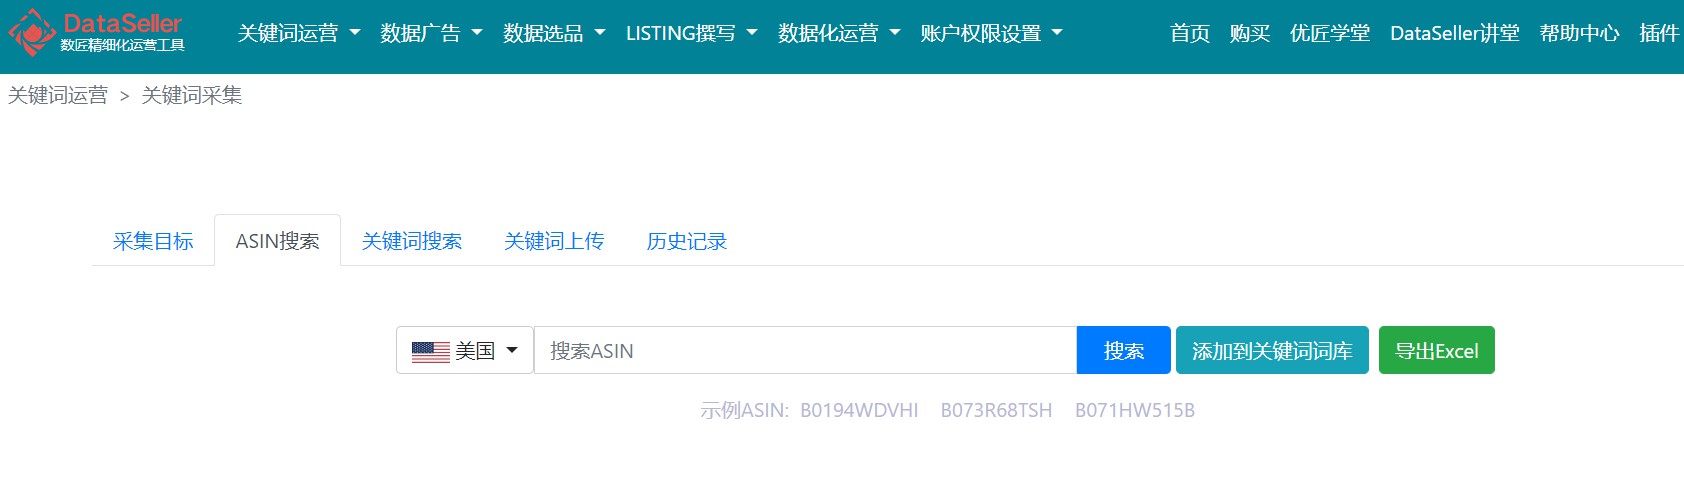 DataSeller
数匠精细化运营工具
关键词运营 数据广告 数据选品 LISTING撰写 数据化运营 账户权限设置 首页 购买 优匠学堂 DataSeller讲堂 帮助中心 插件
关键词运营 > 关键词采集
采集目标 ASIN搜索 关键词搜索 关键词上传 历史记录
美国 搜索ASIN 搜索 添加到关键词词库 导出Excel
示例ASIN: B0194WDVHI B073R68TSH B071HW515B